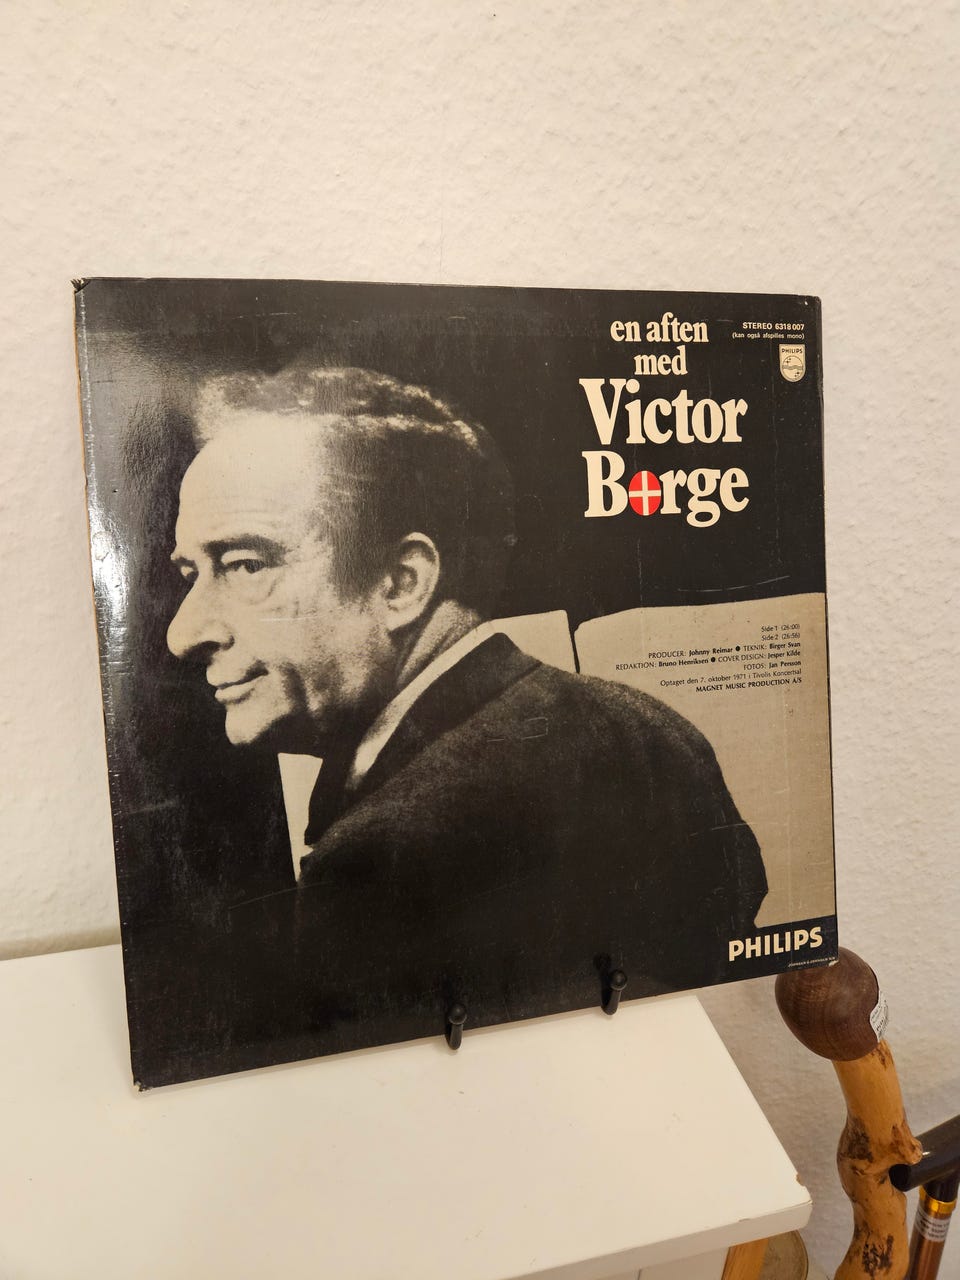 en aften
med
Victor
Borge
STEREO 6318 007
(kan også afspilles mono)
PHILIPS
Side 1 (26:00)
Side 2 (26:56)
PRODUCER: Johnny Reimar ● TEKNIK: Birger Svan
REDAKTION: Bruno Henriksen ● COVER DESIGN: Jesper Kilde
FOTOS: Jan Persson
Optaget den 7. oktober 1971 i Tivolis Koncertsal
MAGNET MUSIC PRODUCTION A/S
PHILIPS